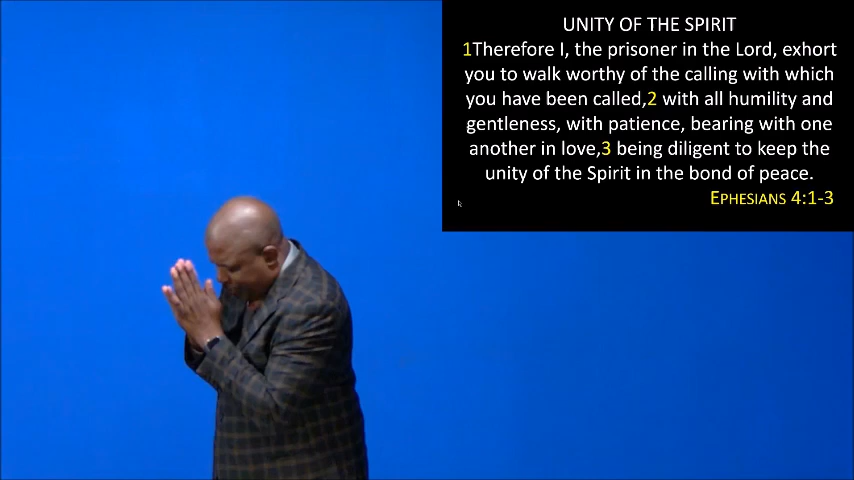 UNITY OF THE SPIRIT
1Therefore I, the prisoner in the Lord, exhort
you to walk worthy of the calling with which
you have been called,2 with all humility and
gentleness, with patience, bearing with one
another in love,3 being diligent to keep the
unity of the Spirit in the bond of peace.
EPHESIANS 4:1-3